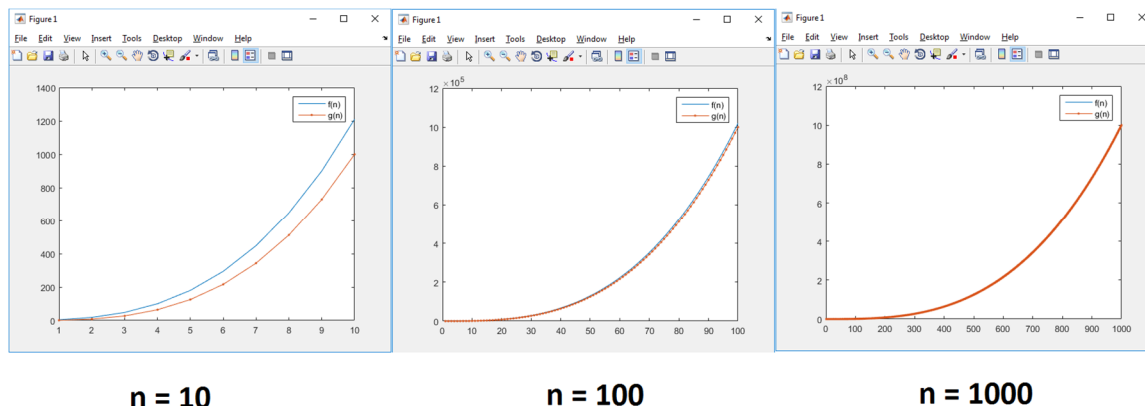 Figure 1
File Edit View Insert Tools Desktop Window Help
f(n)
g(n)
1400
1200
1000
800
600
400
200
0
1 2 3 4 5 6 7 8 9 10
n = 10
Figure 1
File Edit View Insert Tools Desktop Window Help
× 10^5
f(n)
g(n)
12
10
8
6
4
2
0
0 10 20 30 40 50 60 70 80 90 100
n = 100
Figure 1
File Edit View Insert Tools Desktop Window Help
× 10^8
f(n)
g(n)
12
10
8
6
4
2
0
0 100 200 300 400 500 600 700 800 900 1000
n = 1000